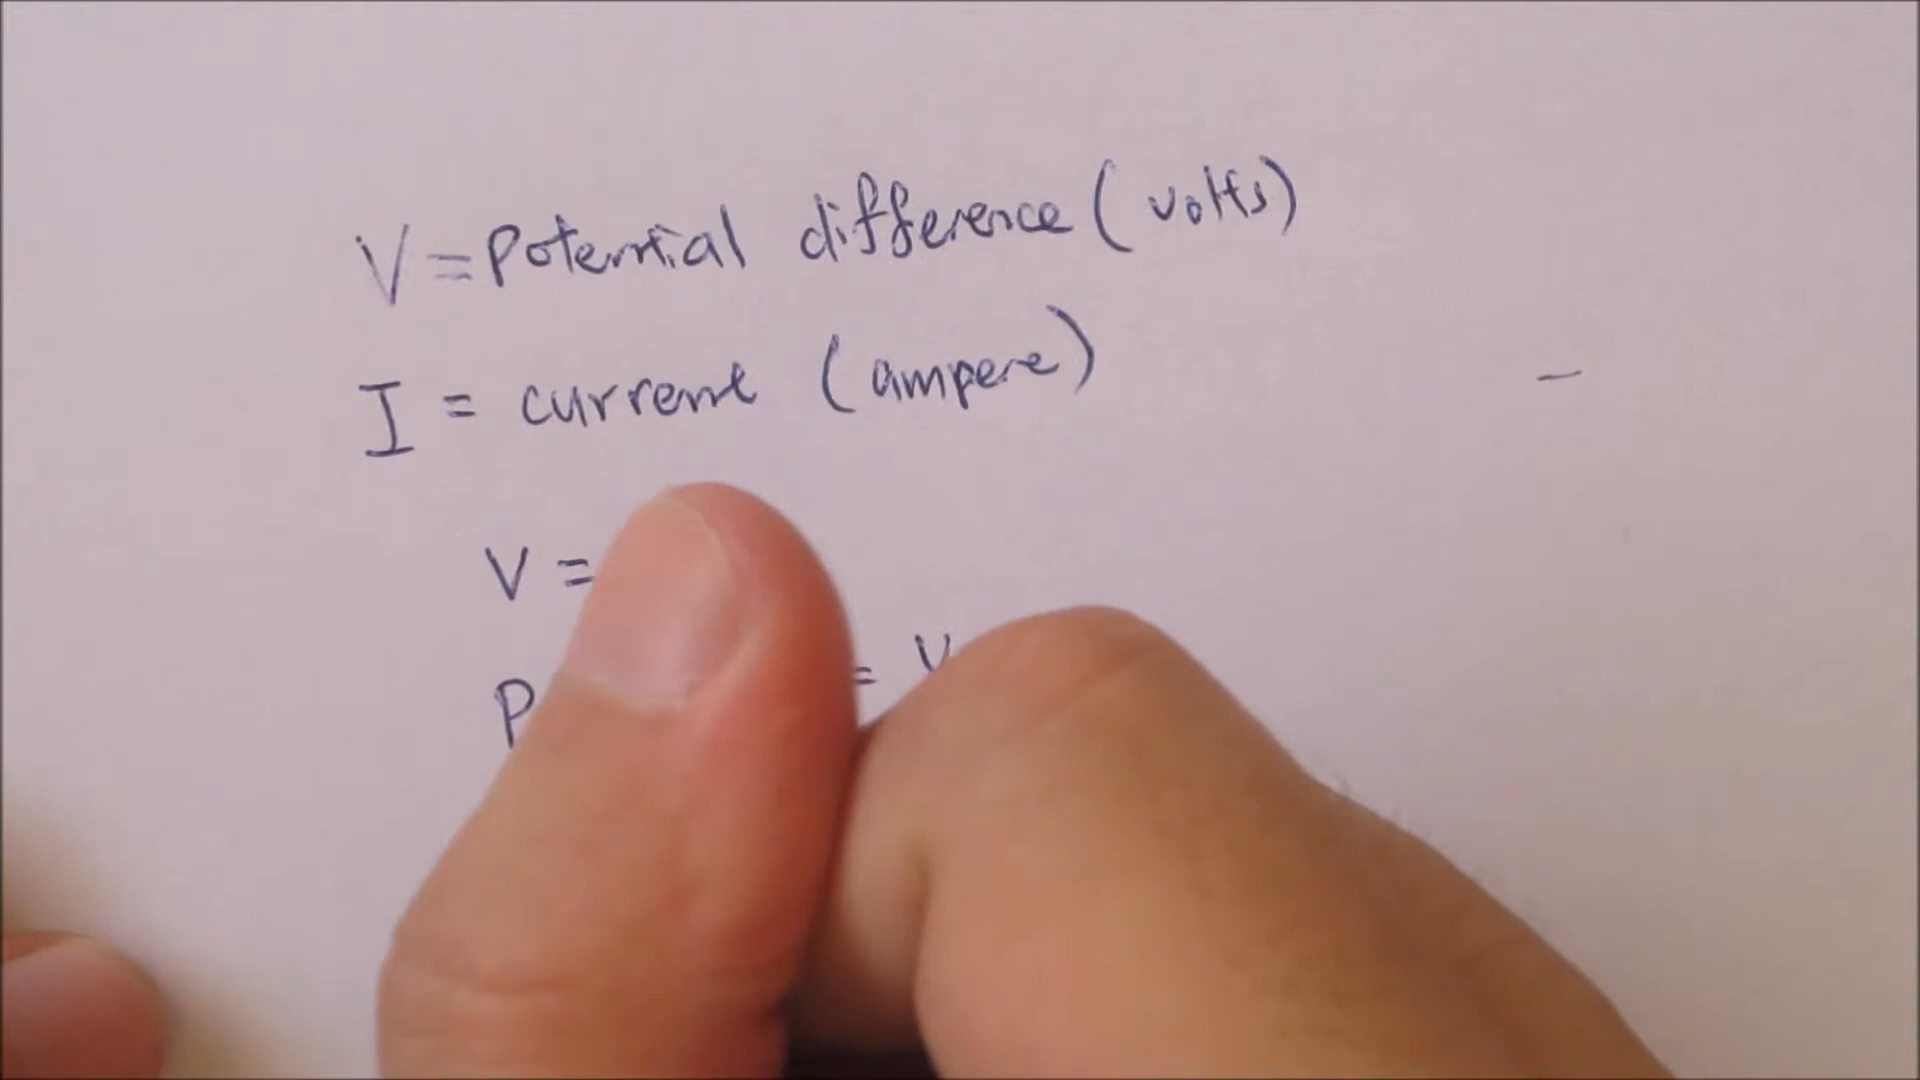 V = Potential difference (volts)
I = current (ampere)
V =
P = V